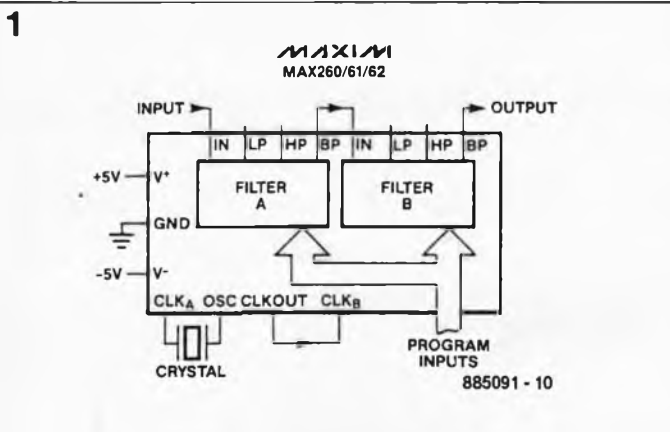 1
MAXIM
MAX260/61/62
INPUT OUTPUT
IN LP HP BP IN LP HP BP
+5V V+
FILTER A
FILTER B
GND
-5V V-
CLKA OSC CLKOUT CLKB
CRYSTAL
PROGRAM
INPUTS
885091 - 10